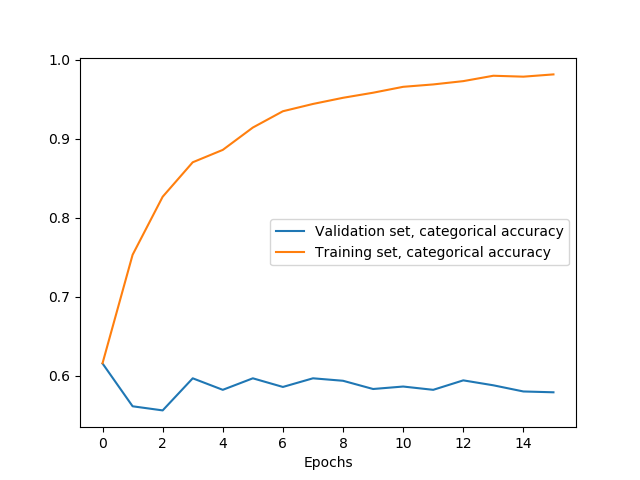 1.0
0.9
0.8
0.7
0.6
Validation set, categorical accuracy
Training set, categorical accuracy
0 2 4 6 8 10 12 14
Epochs